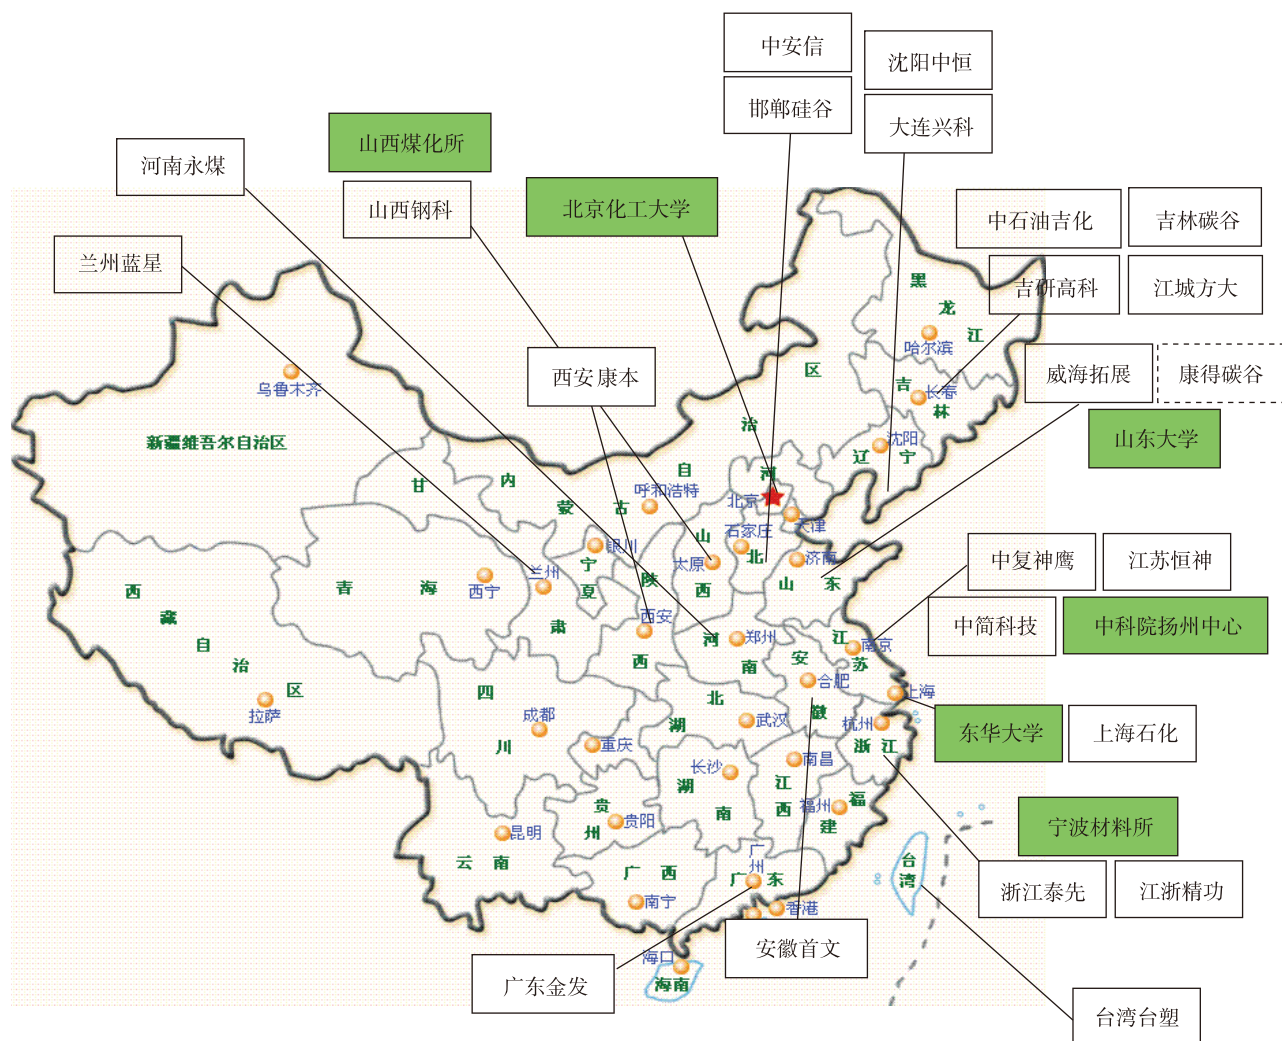 中安信
沈阳中恒
邯郸硅谷
大连兴科
山西煤化所
河南永煤
山西钢科
北京化工大学
中石油吉化
吉林碳谷
兰州蓝星
吉研高科
江城方大
黑
龙
江
哈尔滨
西安康本
威海拓展
康得碳谷
区
乌鲁木齐
吉
长春
林
山东大学
治
新疆维吾尔自治区
沈阳
辽
宁
自
河
甘
内
呼和浩特
蒙
古
北京
天津
石家庄
山
银川
太原
北
济南
宁
兰州
陕
中复神鹰
江苏恒神
西宁
青
海
夏
西
山
东
西
藏
自
治
区
肃
西安
中简科技
中科院扬州中心
河
郑州
江
南京
西
南
安
苏
合肥
四
上海
北
徽
拉萨
成都
武汉
杭州
湖
东华大学
上海石化
川
重庆
浙
江
南昌
长沙
江
湖
贵
福州
福
西
南
宁波材料所
贵阳
建
州
昆明
云
南
广
州
台
湾
广
西
广
东
浙江泰先
江浙精功
南宁
香港
安徽首文
海口
海南
广东金发
台湾台塑